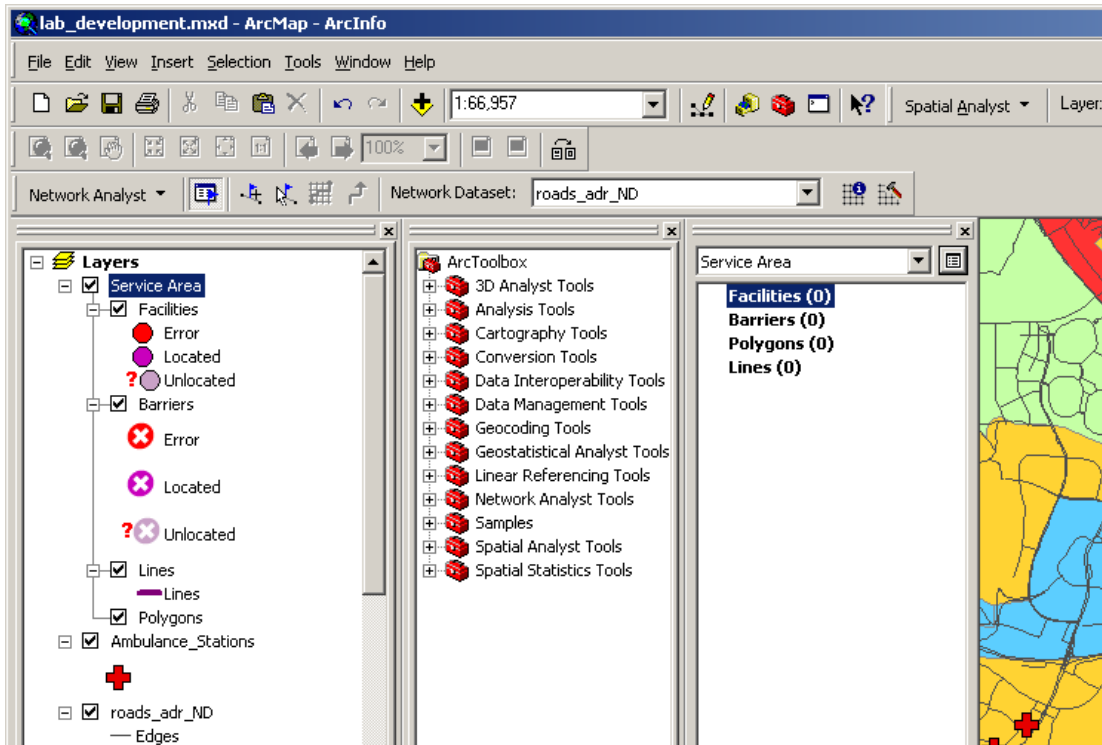 lab_development.mxd - ArcMap - ArcInfo
File Edit View Insert Selection Tools Window Help
1:66,957 Spatial Analyst Layer:
1:1 100%
Network Analyst Network Dataset: roads_adr_ND
Layers
Service Area
Facilities
Error
Located
? Unlocated
Barriers
Error
Located
? Unlocated
Lines
Lines
Polygons
Ambulance_Stations
roads_adr_ND
Edges
ArcToolbox
3D Analyst Tools
Analysis Tools
Cartography Tools
Conversion Tools
Data Interoperability Tools
Data Management Tools
Geocoding Tools
Geostatistical Analyst Tools
Linear Referencing Tools
Network Analyst Tools
Samples
Spatial Analyst Tools
Spatial Statistics Tools
Service Area
Facilities (0)
Barriers (0)
Polygons (0)
Lines (0)